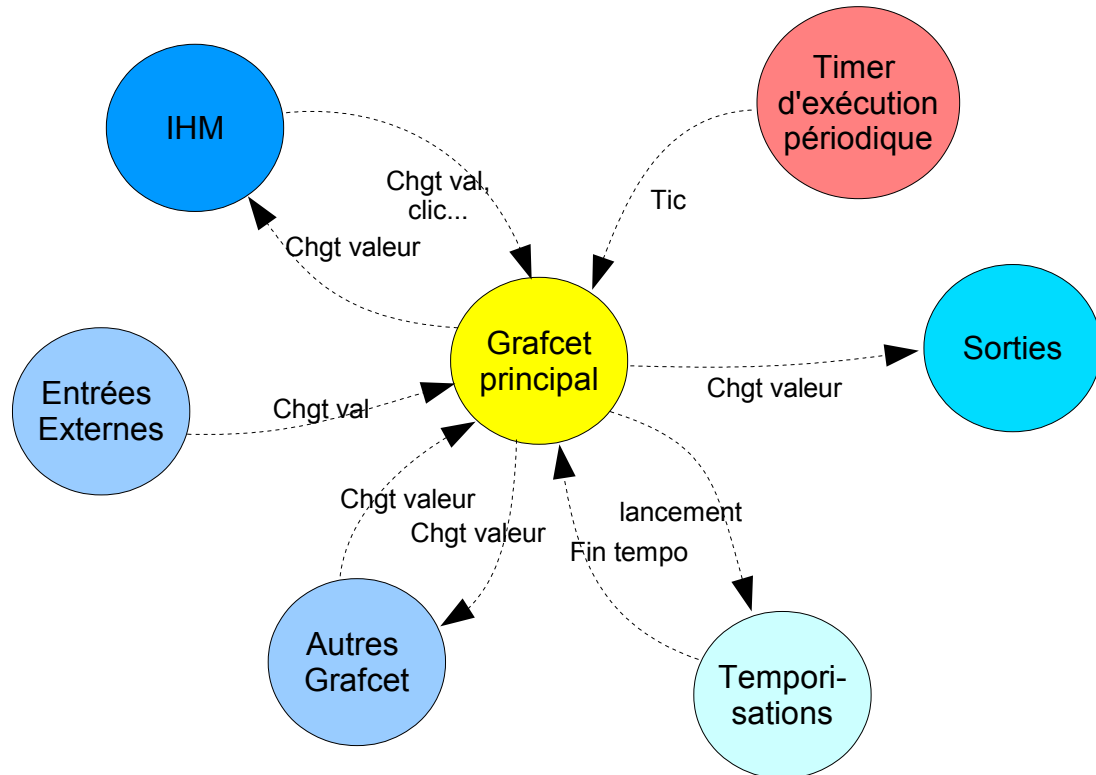 Timer
d'exécution
périodique
IHM
Chgt val,
clic...
Tic
Chgt valeur
Grafcet
principal
Sorties
Chgt valeur
Entrées
Externes
Chgt val
Chgt valeur
Chgt valeur
lancement
Fin tempo
Autres
Grafcet
Tempori-
sations